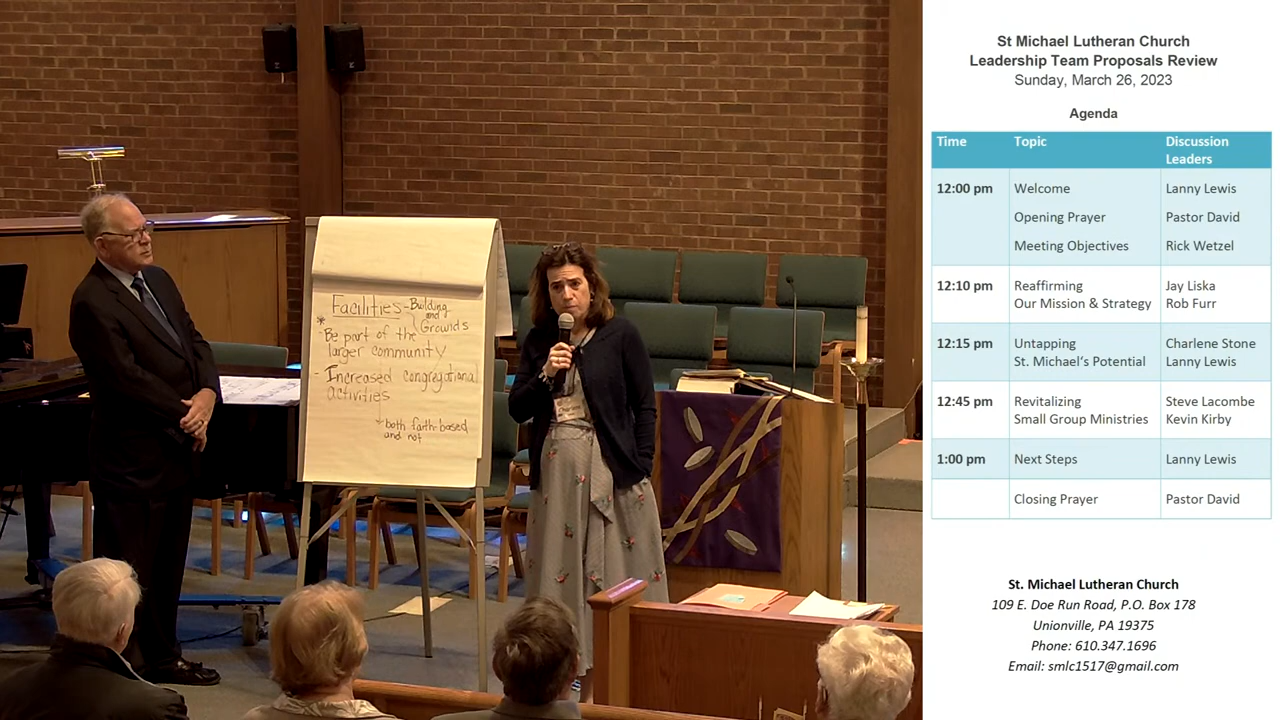 Facilities - Building
and
Grounds
* Be part of the
larger community
- Increased congregational
activities
both faith-based
and not
St Michael Lutheran Church
Leadership Team Proposals Review
Sunday, March 26, 2023
Agenda
Time Topic Discussion
Leaders
12:00 pm Welcome Lanny Lewis
Opening Prayer Pastor David
Meeting Objectives Rick Wetzel
12:10 pm Reaffirming Jay Liska
Our Mission & Strategy Rob Furr
12:15 pm Untapping Charlene Stone
St. Michael's Potential Lanny Lewis
12:45 pm Revitalizing Steve Lacombe
Small Group Ministries Kevin Kirby
1:00 pm Next Steps Lanny Lewis
Closing Prayer Pastor David
St. Michael Lutheran Church
109 E. Doe Run Road, P.O. Box 178
Unionville, PA 19375
Phone: 610.347.1696
Email: smlc1517@gmail.com